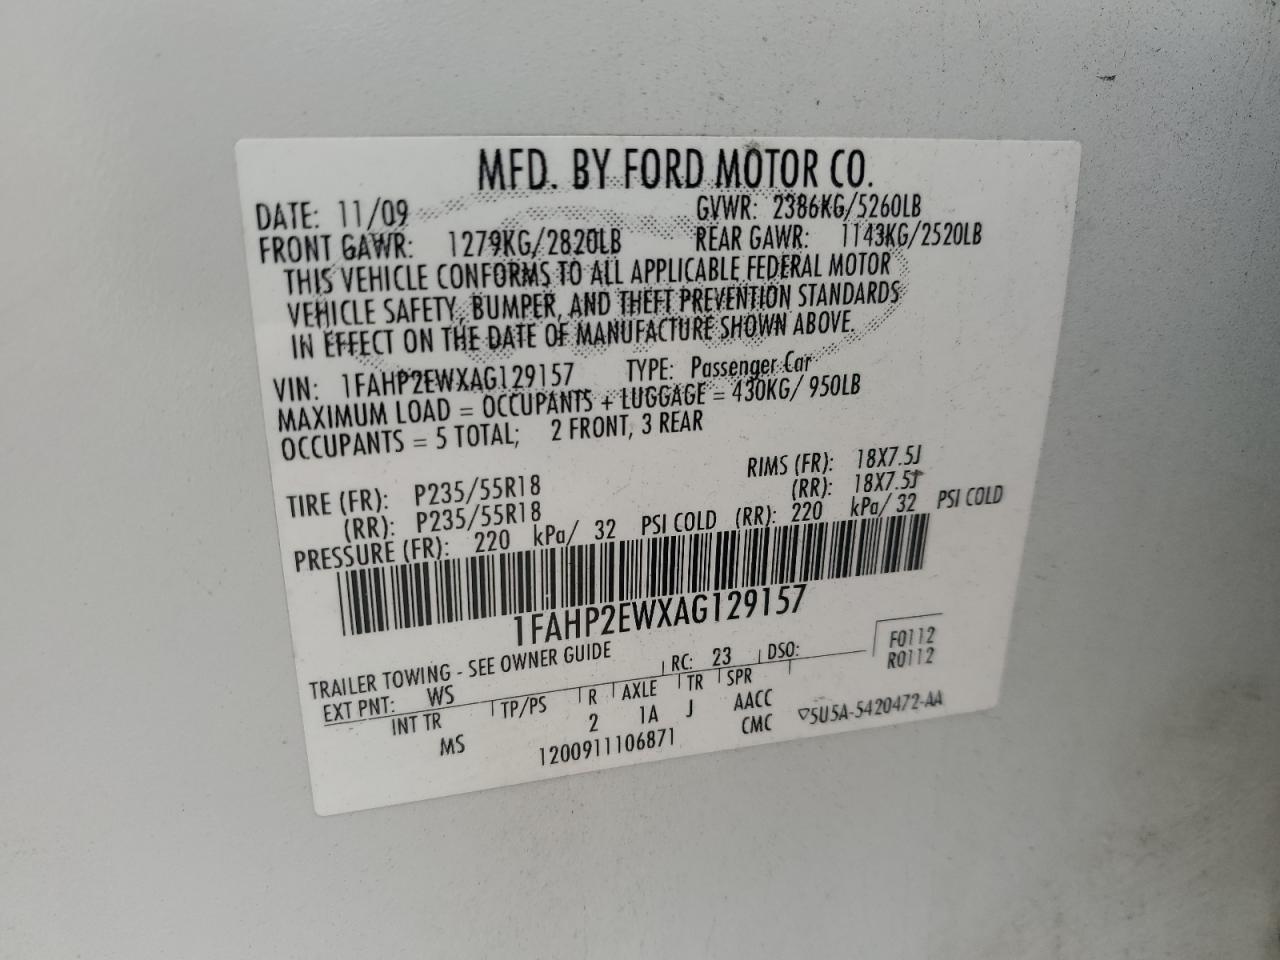 MFD. BY FORD MOTOR CO.
DATE: 11/09 GVWR: 2386KG/5260LB
FRONT GAWR: 1279KG/2820LB REAR GAWR: 1143KG/2520LB
THIS VEHICLE CONFORMS TO ALL APPLICABLE FEDERAL MOTOR
VEHICLE SAFETY, BUMPER, AND THEFT PREVENTION STANDARDS
IN EFFECT ON THE DATE OF MANUFACTURE SHOWN ABOVE.
VIN: 1FAHP2EWXAG129157 TYPE: Passenger Car
MAXIMUM LOAD = OCCUPANTS + LUGGAGE = 430KG/ 950LB
OCCUPANTS = 5 TOTAL; 2 FRONT, 3 REAR
TIRE (FR): P235/55R18 RIMS (FR): 18X7.5J
(RR): P235/55R18 (RR): 18X7.5J
PRESSURE (FR): 220 kPa/ 32 PSI COLD (RR): 220 kPa/ 32 PSI COLD
1FAHP2EWXAG129157
TRAILER TOWING - SEE OWNER GUIDE F0112
EXT PNT: WS RC: 23 DSO: R0112
INT TR TP/PS R AXLE TR SPR
MS 2 1A J AACC
1200911106871 CMC ▽5U5A-5420472-AA